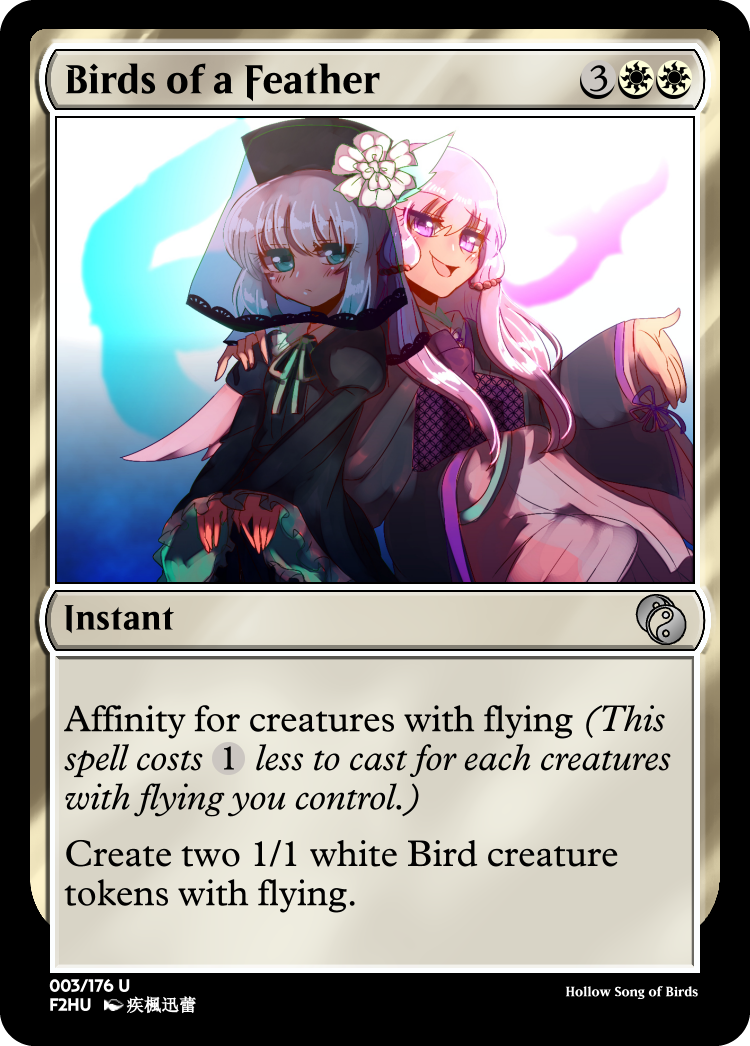 Birds of a Feather 3
Instant
Affinity for creatures with flying (This
spell costs 1 less to cast for each creatures
with flying you control.)
Create two 1/1 white Bird creature
tokens with flying.
003/176 U
F2HU 疾楓迅蕾
Hollow Song of Birds